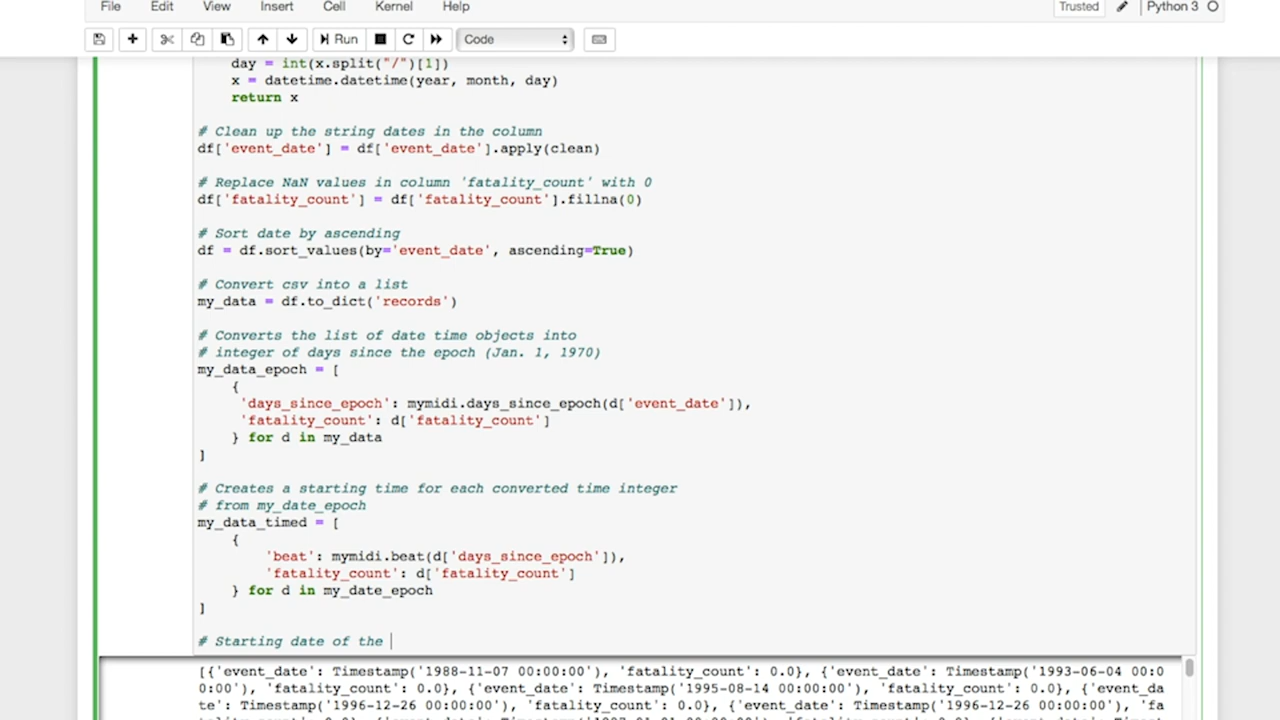 File Edit View Insert Cell Kernel Help Trusted Python 3
Run Code
day = int(x.split("/")[1])
x = datetime.datetime(year, month, day)
return x
# Clean up the string dates in the column
df['event_date'] = df['event_date'].apply(clean)
# Replace NaN values in column 'fatality_count' with 0
df['fatality_count'] = df['fatality_count'].fillna(0)
# Sort date by ascending
df = df.sort_values(by='event_date', ascending=True)
# Convert csv into a list
my_data = df.to_dict('records')
# Converts the list of date time objects into
# integer of days since the epoch (Jan. 1, 1970)
my_data_epoch = [
{
'days_since_epoch': mymidi.days_since_epoch(d['event_date']),
'fatality_count': d['fatality_count']
} for d in my_data
]
# Creates a starting time for each converted time integer
# from my_date_epoch
my_data_timed = [
{
'beat': mymidi.beat(d['days_since_epoch']),
'fatality_count': d['fatality_count']
} for d in my_date_epoch
]
# Starting date of the
[{'event_date': Timestamp('1988-11-07 00:00:00'), 'fatality_count': 0.0}, {'event_date': Timestamp('1993-06-04 00:0
0:00'), 'fatality_count': 0.0}, {'event_date': Timestamp('1995-08-14 00:00:00'), 'fatality_count': 0.0}, {'event_da
te': Timestamp('1996-12-26 00:00:00'), 'fatality_count': 0.0}, {'event_date': Timestamp('1996-12-26 00:00:00'), 'fa